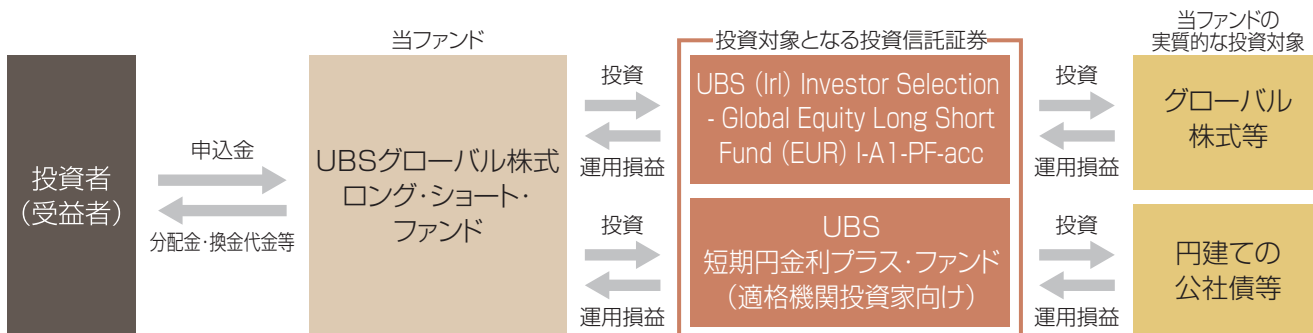 投資者
（受益者）
申込金
分配金・換金代金等
当ファンド
UBSグローバル株式
ロング・ショート・
ファンド
投資
運用損益
投資
運用損益
投資対象となる投資信託証券
UBS (Irl) Investor Selection
- Global Equity Long Short
Fund (EUR) I-A1-PF-acc
UBS
短期円金利プラス・ファンド
（適格機関投資家向け）
投資
運用損益
投資
運用損益
当ファンドの
実質的な投資対象
グローバル
株式等
円建ての
公社債等